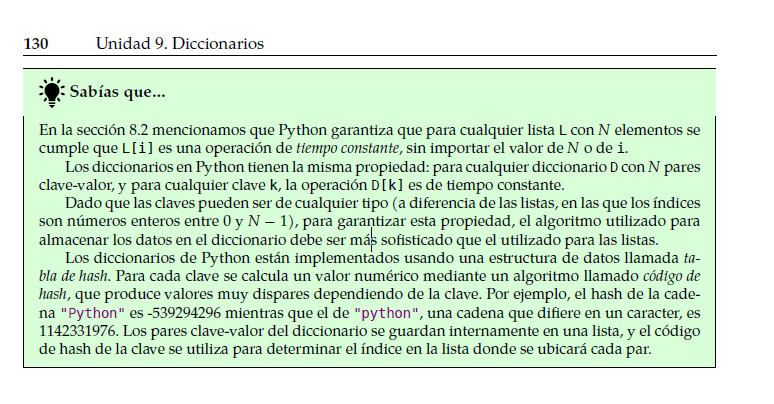 130 Unidad 9. Diccionarios
Sabías que...
En la sección 8.2 mencionamos que Python garantiza que para cualquier lista L con N elementos se
cumple que L[i] es una operación de tiempo constante, sin importar el valor de N o de i.
Los diccionarios en Python tienen la misma propiedad: para cualquier diccionario D con N pares
clave-valor, y para cualquier clave k, la operación D[k] es de tiempo constante.
Dado que las claves pueden ser de cualquier tipo (a diferencia de las listas, en las que los índices
son números enteros entre 0 y N − 1), para garantizar esta propiedad, el algoritmo utilizado para
almacenar los datos en el diccionario debe ser más sofisticado que el utilizado para las listas.
Los diccionarios de Python están implementados usando una estructura de datos llamada ta-
bla de hash. Para cada clave se calcula un valor numérico mediante un algoritmo llamado código de
hash, que produce valores muy dispares dependiendo de la clave. Por ejemplo, el hash de la cade-
na "Python" es -539294296 mientras que el de "python", una cadena que difiere en un caracter, es
1142331976. Los pares clave-valor del diccionario se guardan internamente en una lista, y el código
de hash de la clave se utiliza para determinar el índice en la lista donde se ubicará cada par.